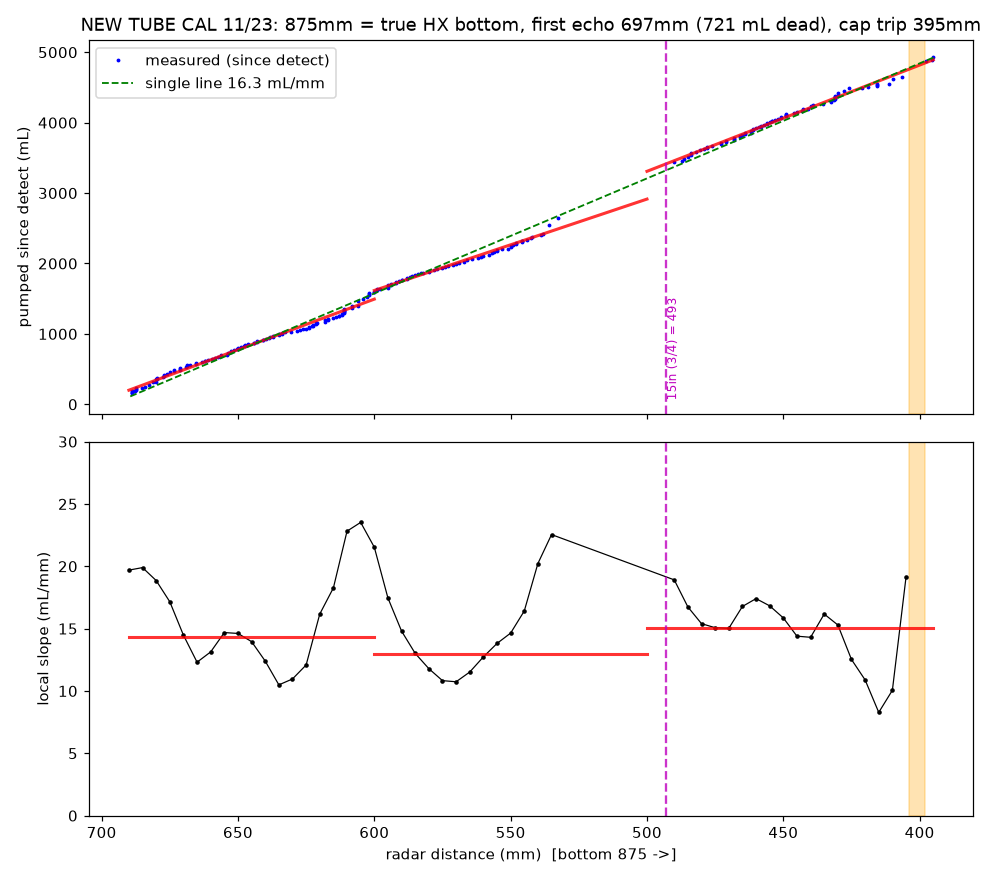 NEW TUBE CAL 11/23: 875mm = true HX bottom, first echo 697mm (721 mL dead), cap trip 395mm
measured (since detect)
single line 16.3 mL/mm
pumped since detect (mL)
5000
4000
3000
2000
1000
0
15in (3/4) = 493
local slope (mL/mm)
30
25
20
15
10
5
0
700
650
600
550
500
450
400
radar distance (mm)  [bottom 875 ->]